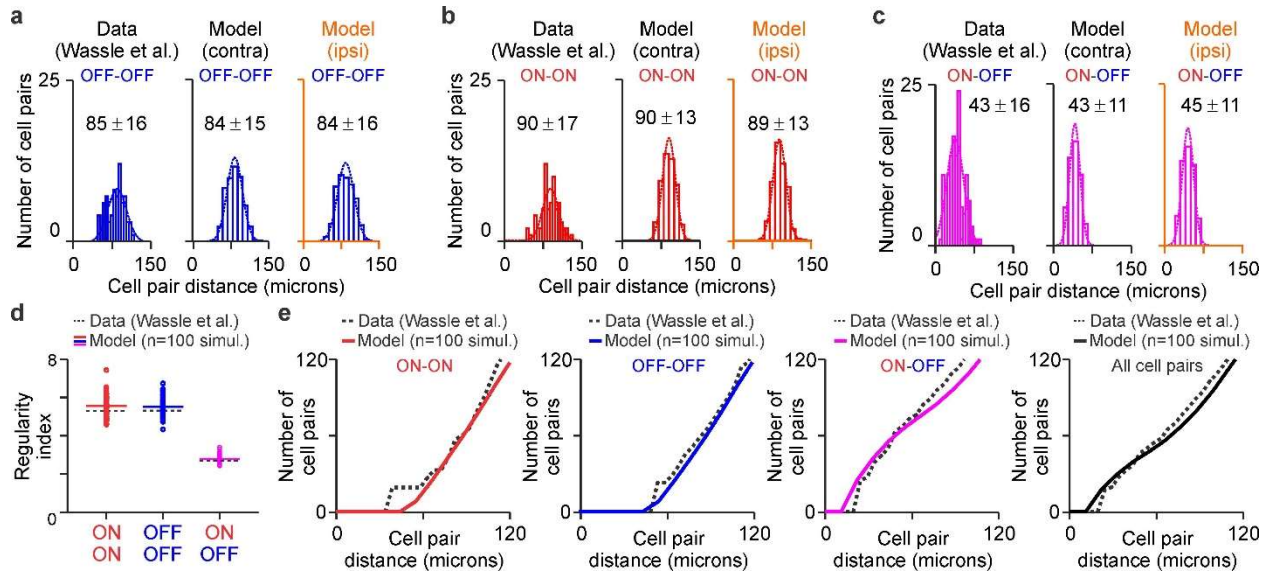 a
Data
(Wassle et al.)
OFF-OFF
Model
(contra)
OFF-OFF
Model
(ipsi)
OFF-OFF
Number of cell pairs
25
0
85 ± 16
84 ± 15
84 ± 16
0 150
150
150
Cell pair distance (microns)
b
Data
(Wassle et al.)
ON-ON
Model
(contra)
ON-ON
Model
(ipsi)
ON-ON
Number of cell pairs
25
0
90 ± 17
90 ± 13
89 ± 13
0 150
150
150
Cell pair distance (microns)
c
Data
(Wassle et al.)
ON-OFF
Model
(contra)
ON-OFF
Model
(ipsi)
ON-OFF
Number of cell pairs
25
0
43 ± 16
43 ± 11
45 ± 11
0 150
150
150
Cell pair distance (microns)
d
Data (Wassle et al.)
Model (n=100 simul.)
Regularity
index
8
0
ON
ON
OFF
OFF
ON
OFF
e
Data (Wassle et al.)
Model (n=100 simul.)
ON-ON
Number of
cell pairs
120
0
0 120
Cell pair
distance (microns)
Data (Wassle et al.)
Model (n=100 simul.)
OFF-OFF
Number of
cell pairs
120
0
0 120
Cell pair
distance (microns)
Data (Wassle et al.)
Model (n=100 simul.)
ON-OFF
Number of
cell pairs
120
0
0 120
Cell pair
distance (microns)
Data (Wassle et al.)
Model (n=100 simul.)
All cell pairs
Number of
cell pairs
120
0
0 120
Cell pair
distance (microns)